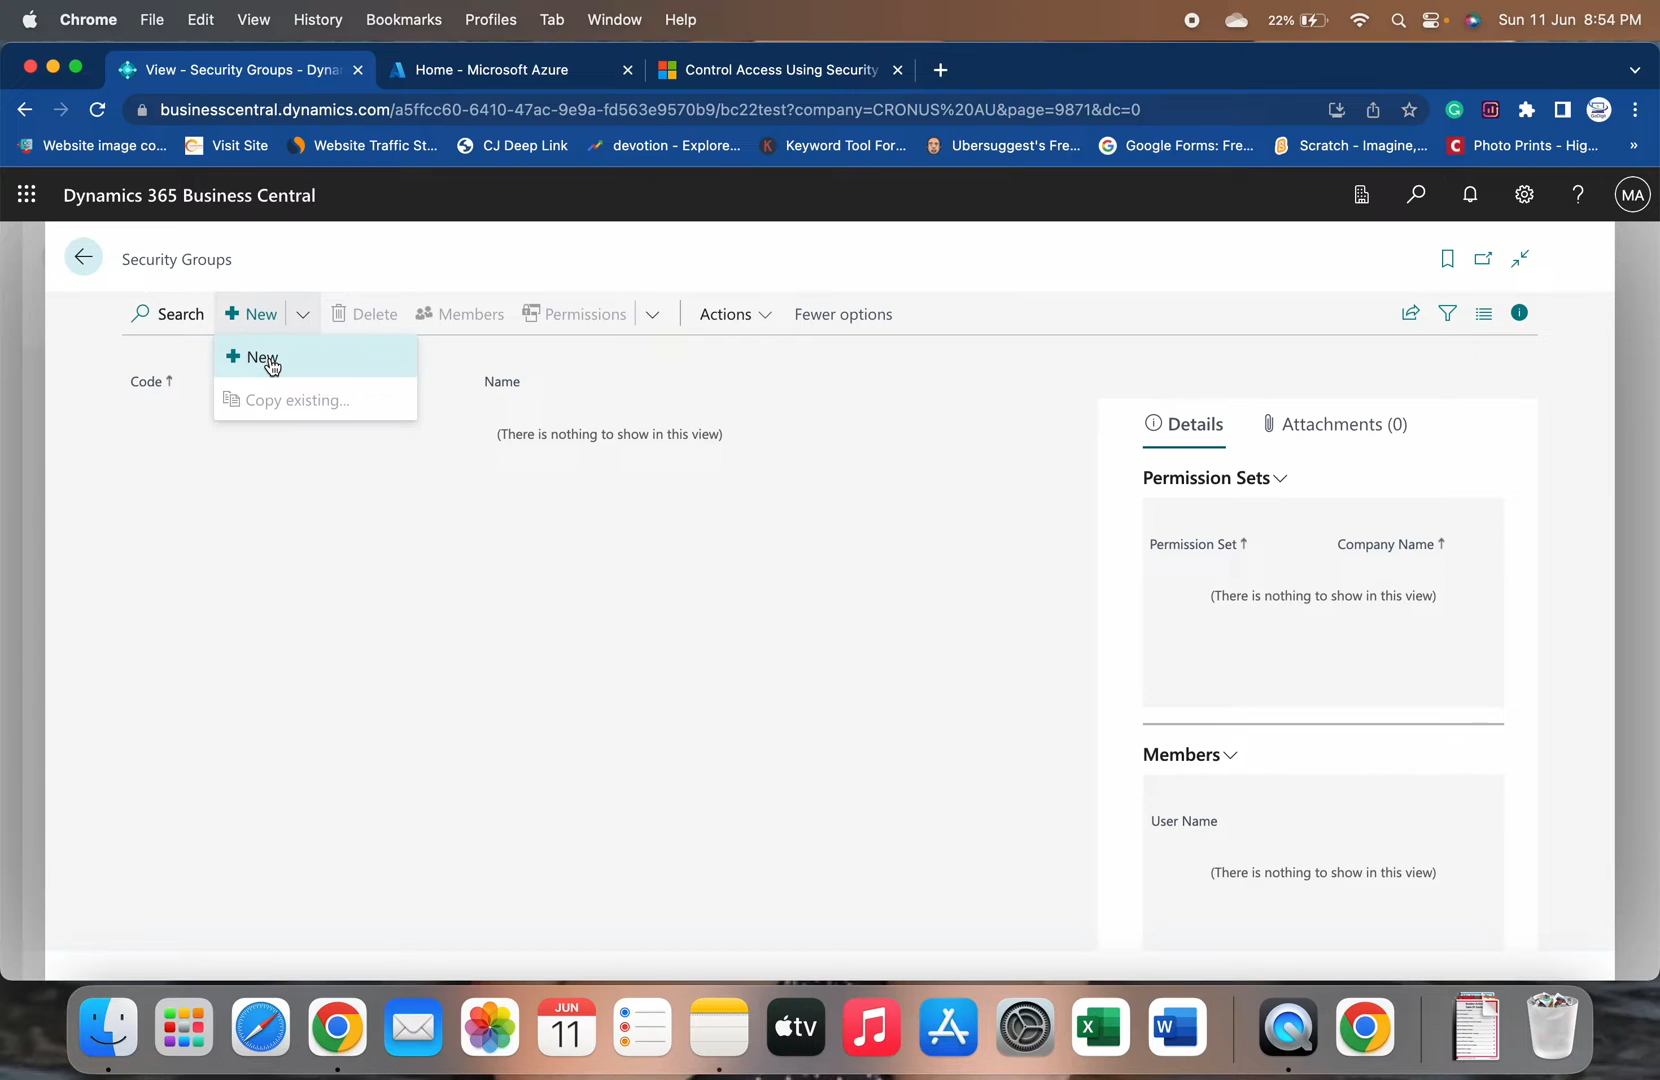 Chrome File Edit View History Bookmarks Profiles Tab Window Help 22% Sun 11 Jun 8:54 PM
View - Security Groups - Dyna Home - Microsoft Azure Control Access Using Security
businesscentral.dynamics.com/a5ffcc60-6410-47ac-9e9a-fd563e9570b9/bc22test?company=CRONUS%20AU&page=9871&dc=0
Website image co... Visit Site Website Traffic St... CJ Deep Link devotion - Explore... Keyword Tool For... Ubersuggest's Fre... Google Forms: Fre... Scratch - Imagine,... Photo Prints - Hig... »
Dynamics 365 Business Central ? MA
Security Groups
Search New Delete Members Permissions Actions Fewer options
New
Copy existing...
Code ↑ Name
(There is nothing to show in this view)
Details Attachments (0)
Permission Sets
Permission Set ↑ Company Name ↑
(There is nothing to show in this view)
Members
User Name
(There is nothing to show in this view)
JUN
11
tv
X
W